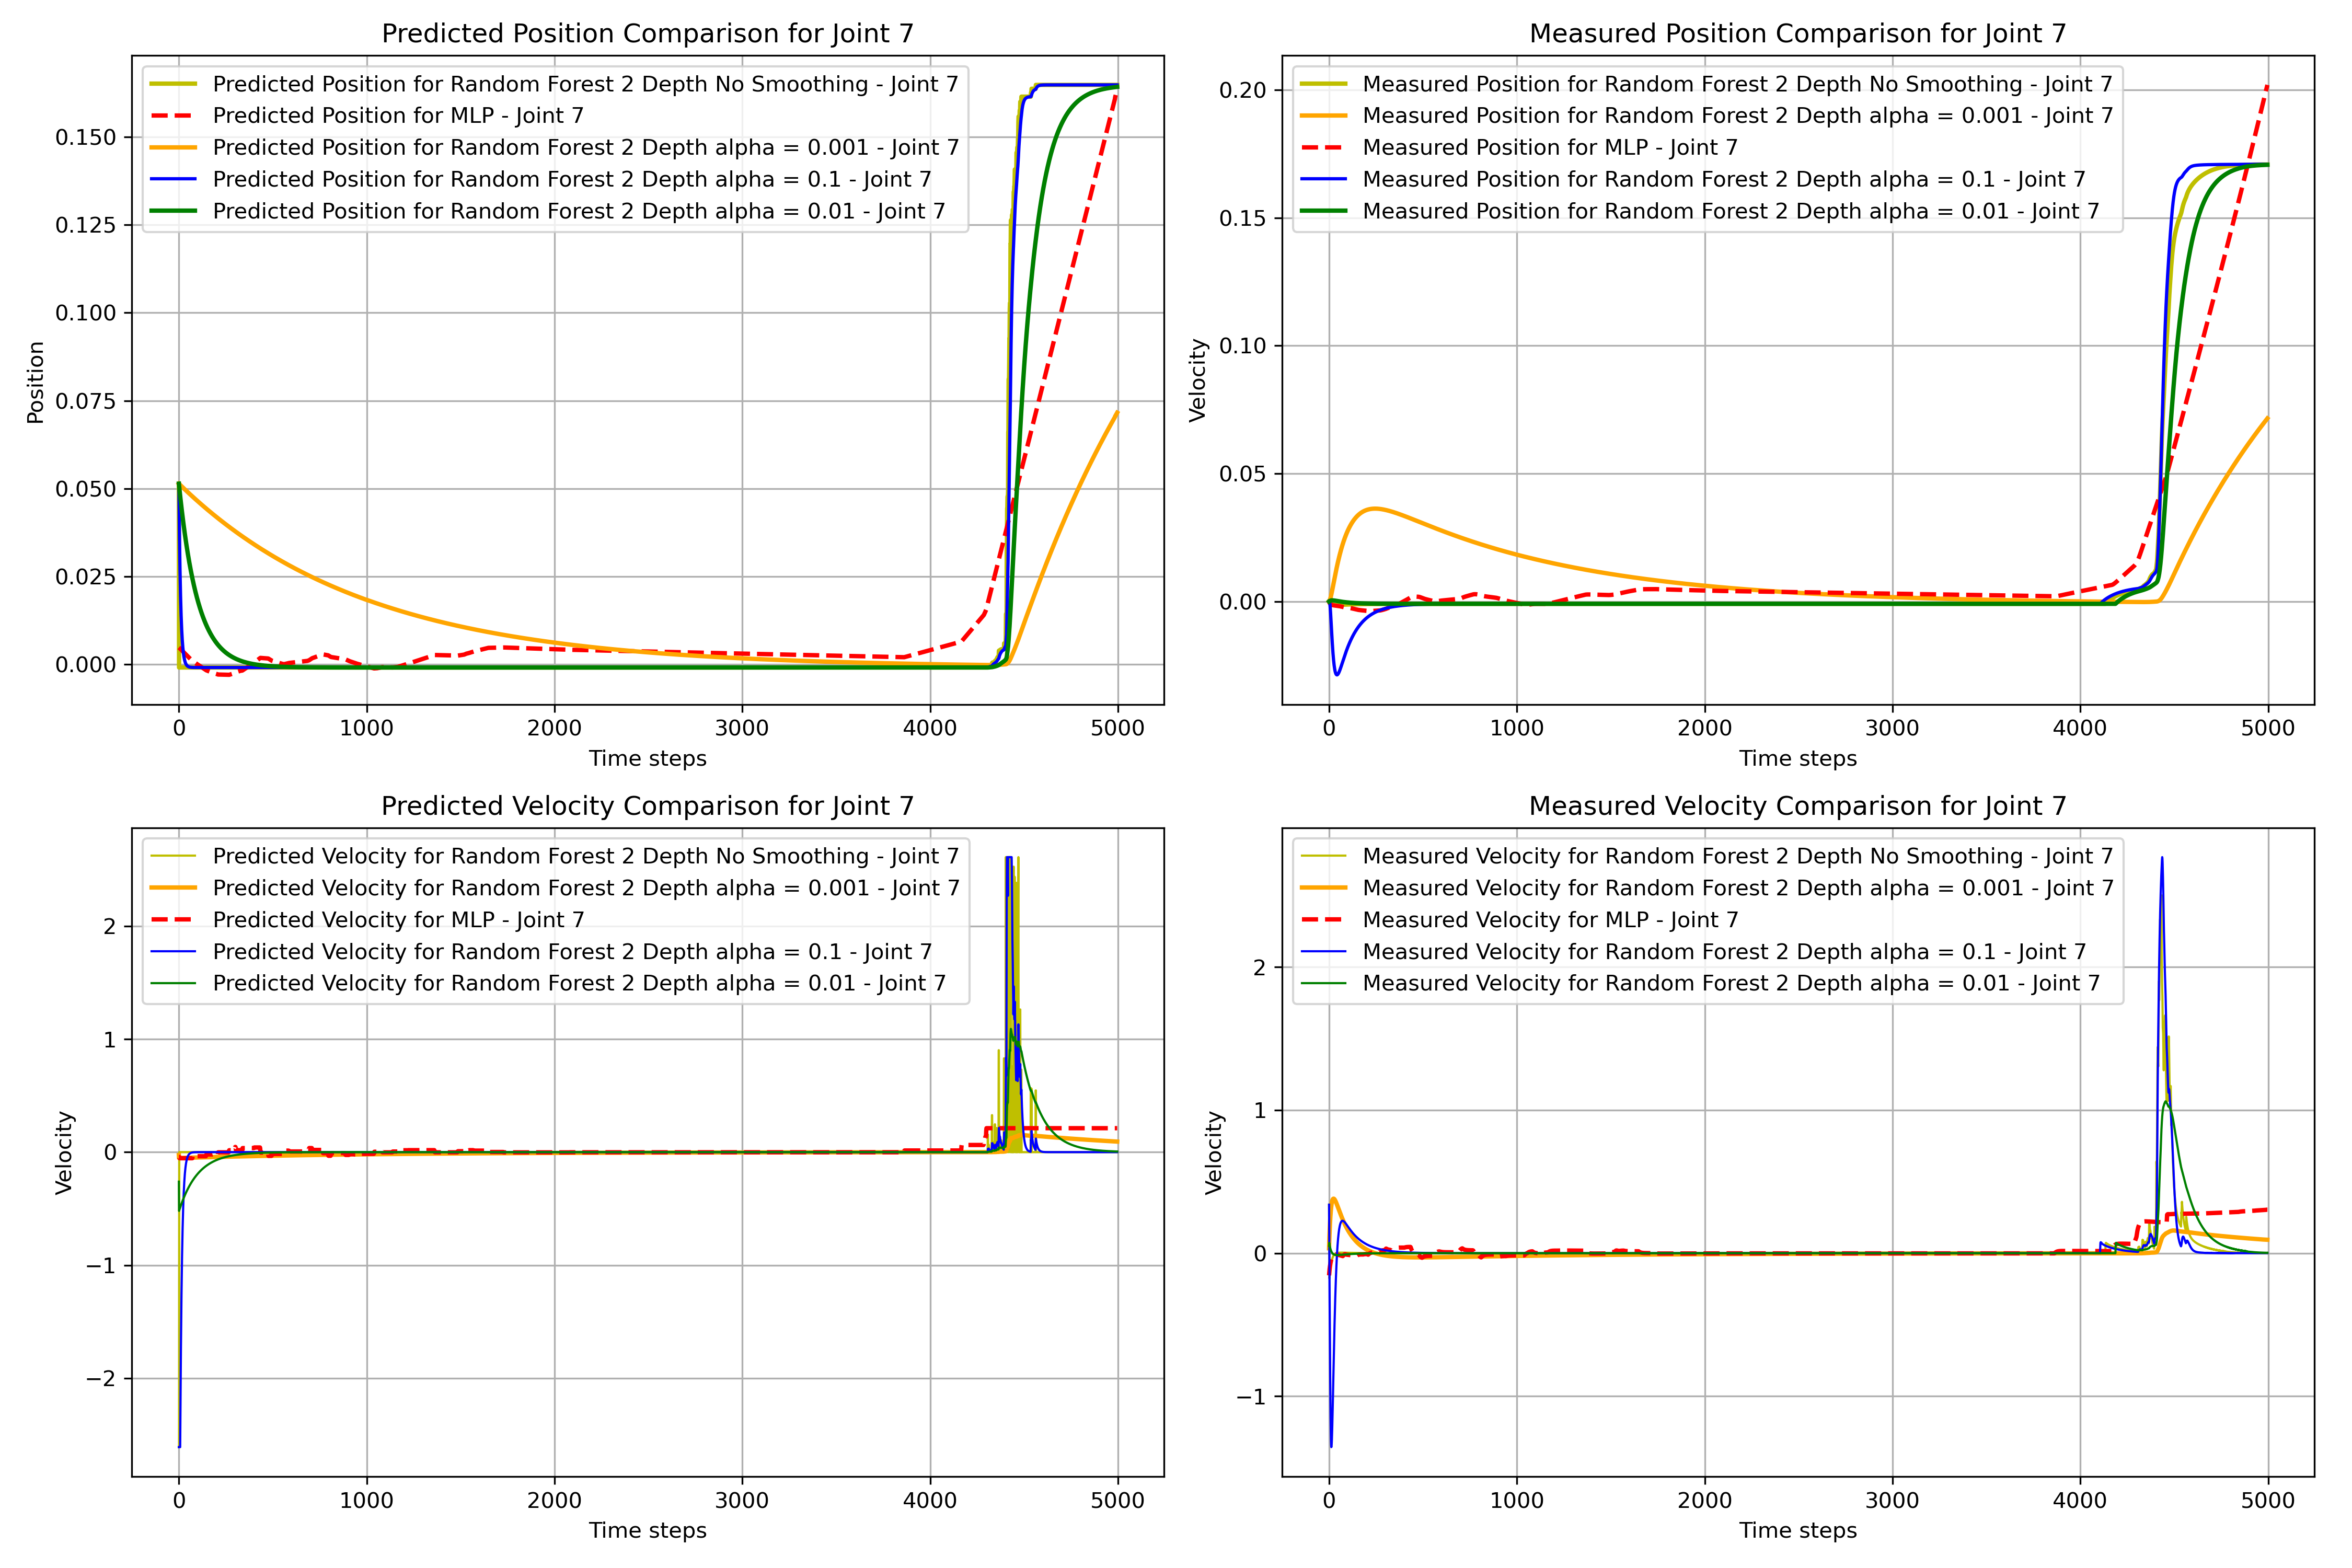 Predicted Position Comparison for Joint 7
Predicted Position for Random Forest 2 Depth No Smoothing - Joint 7
Predicted Position for MLP - Joint 7
Predicted Position for Random Forest 2 Depth alpha = 0.001 - Joint 7
Predicted Position for Random Forest 2 Depth alpha = 0.1 - Joint 7
Predicted Position for Random Forest 2 Depth alpha = 0.01 - Joint 7
0.150
0.125
0.100
0.075
0.050
0.025
0.000
Position
0 1000 2000 3000 4000 5000
Time steps
Measured Position Comparison for Joint 7
Measured Position for Random Forest 2 Depth No Smoothing - Joint 7
Measured Position for Random Forest 2 Depth alpha = 0.001 - Joint 7
Measured Position for MLP - Joint 7
Measured Position for Random Forest 2 Depth alpha = 0.1 - Joint 7
Measured Position for Random Forest 2 Depth alpha = 0.01 - Joint 7
0.20
0.15
0.10
0.05
0.00
Velocity
0 1000 2000 3000 4000 5000
Time steps
Predicted Velocity Comparison for Joint 7
Predicted Velocity for Random Forest 2 Depth No Smoothing - Joint 7
Predicted Velocity for Random Forest 2 Depth alpha = 0.001 - Joint 7
Predicted Velocity for MLP - Joint 7
Predicted Velocity for Random Forest 2 Depth alpha = 0.1 - Joint 7
Predicted Velocity for Random Forest 2 Depth alpha = 0.01 - Joint 7
2
1
0
−1
−2
Velocity
0 1000 2000 3000 4000 5000
Time steps
Measured Velocity Comparison for Joint 7
Measured Velocity for Random Forest 2 Depth No Smoothing - Joint 7
Measured Velocity for Random Forest 2 Depth alpha = 0.001 - Joint 7
Measured Velocity for MLP - Joint 7
Measured Velocity for Random Forest 2 Depth alpha = 0.1 - Joint 7
Measured Velocity for Random Forest 2 Depth alpha = 0.01 - Joint 7
2
1
0
−1
Velocity
0 1000 2000 3000 4000 5000
Time steps